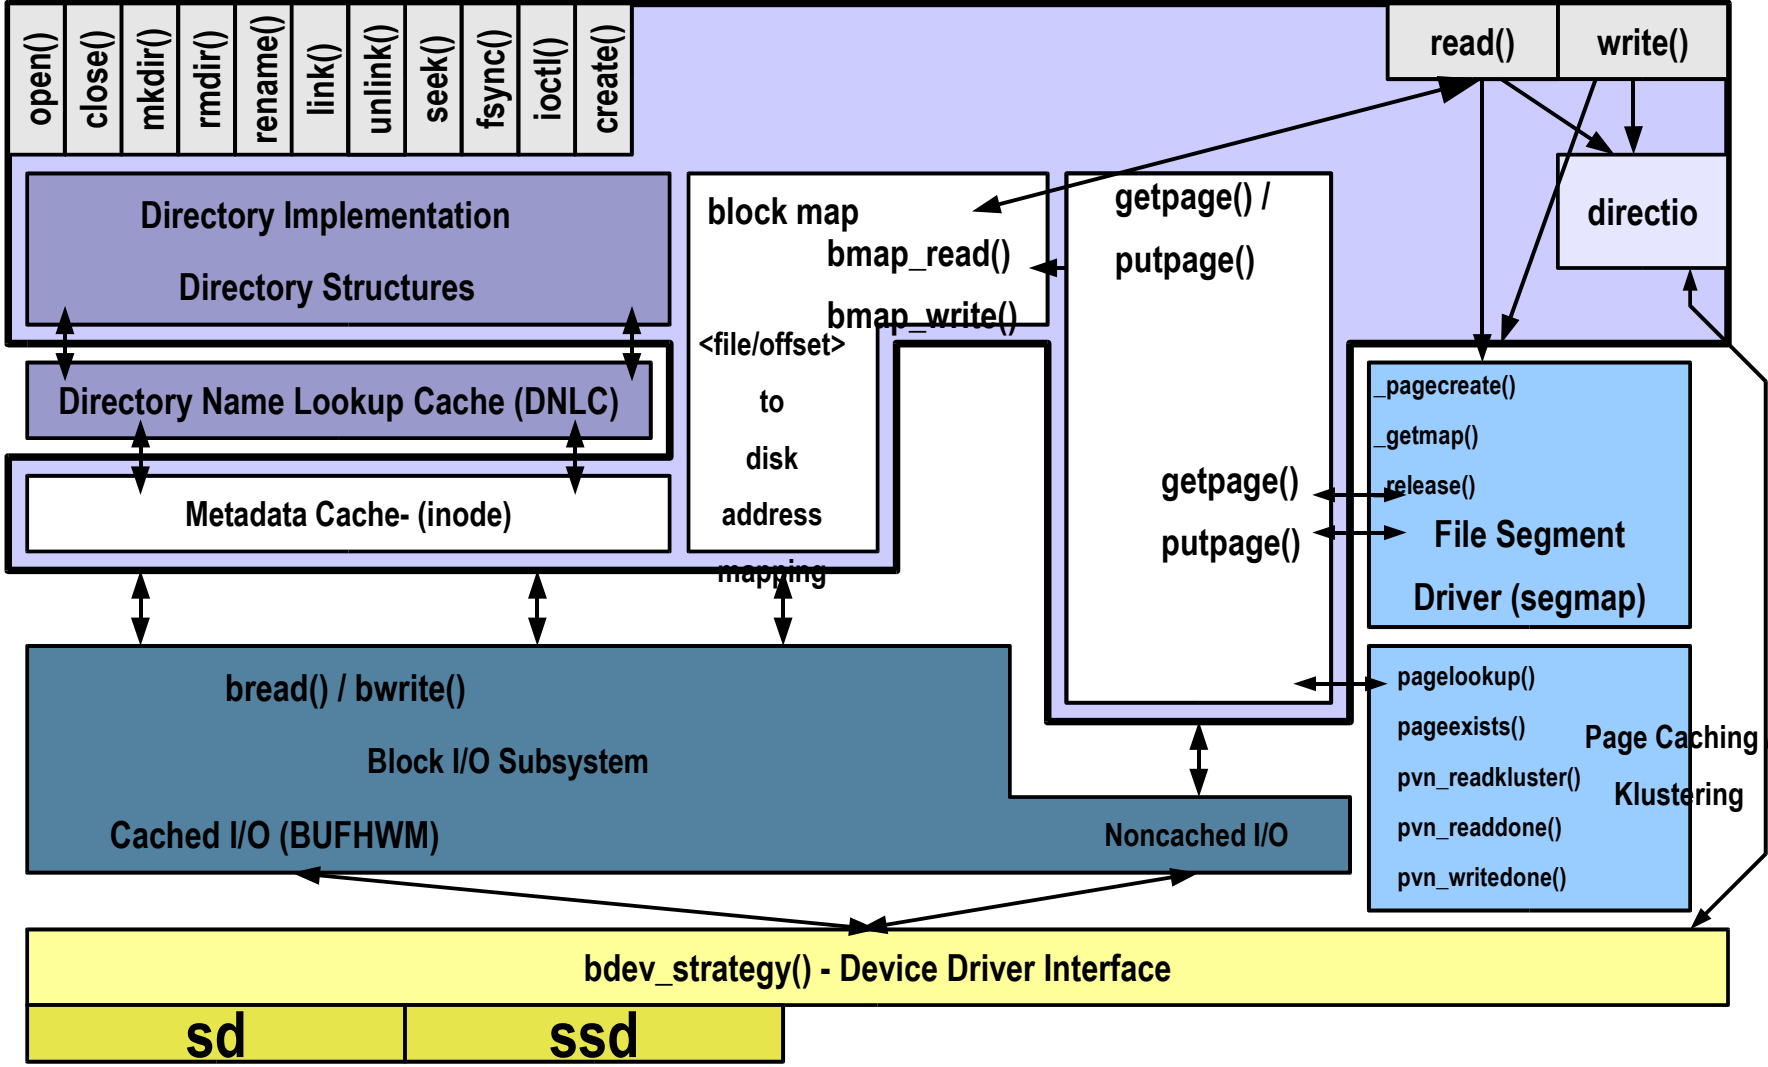 open()
close()
mkdir()
rmdir()
rename()
link()
unlink()
seek()
fsync()
ioctl()
create()
read()
write()
Directory Implementation
Directory Structures
Directory Name Lookup Cache (DNLC)
Metadata Cache- (inode)
block map
bmap_read()
bmap_write()
<file/offset>
to
disk
address
mapping
getpage() /
putpage()
getpage()
putpage()
directio
_pagecreate()
_getmap()
_release()
File Segment
Driver (segmap)
pagelookup()
pageexists()
pvn_readkluster()
pvn_readdone()
pvn_writedone()
Page Caching
Klustering
bread() / bwrite()
Block I/O Subsystem
Cached I/O (BUFHWM)
Noncached I/O
bdev_strategy() - Device Driver Interface
sd
ssd